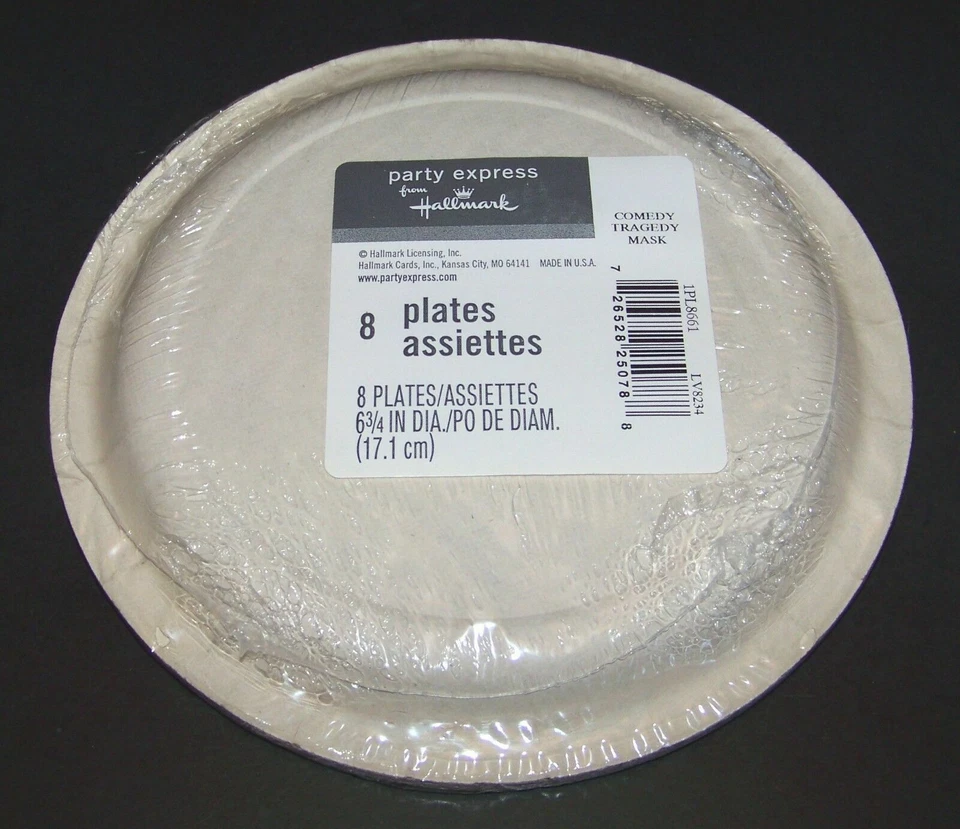 party express
from
Hallmark
© Hallmark Licensing, Inc.
Hallmark Cards, Inc., Kansas City, MO 64141 MADE IN U.S.A.
www.partyexpress.com
8 plates
assiettes
8 PLATES/ASSIETTES
6 3/4 IN DIA./PO DE DIAM.
(17.1 cm)
COMEDY
TRAGEDY
MASK
7 26528 25078 8
1PL8661
LV8234